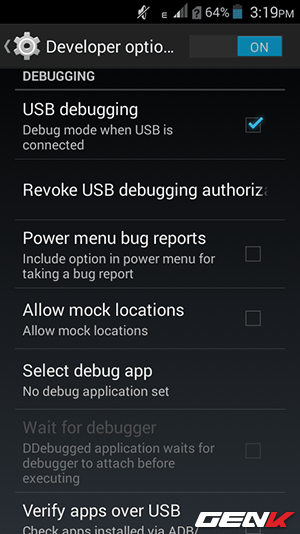 E 64% 3:19PM
Developer optio... ON
DEBUGGING
USB debugging
Debug mode when USB is
connected
Revoke USB debugging authoriza
Power menu bug reports
Include option in power menu for
taking a bug report
Allow mock locations
Allow mock locations
Select debug app
No debug application set
Wait for debugger
DDebugged application waits for
debugger to attach before
executing
Verify apps over USB
Check apps installed via ADB/
GENK